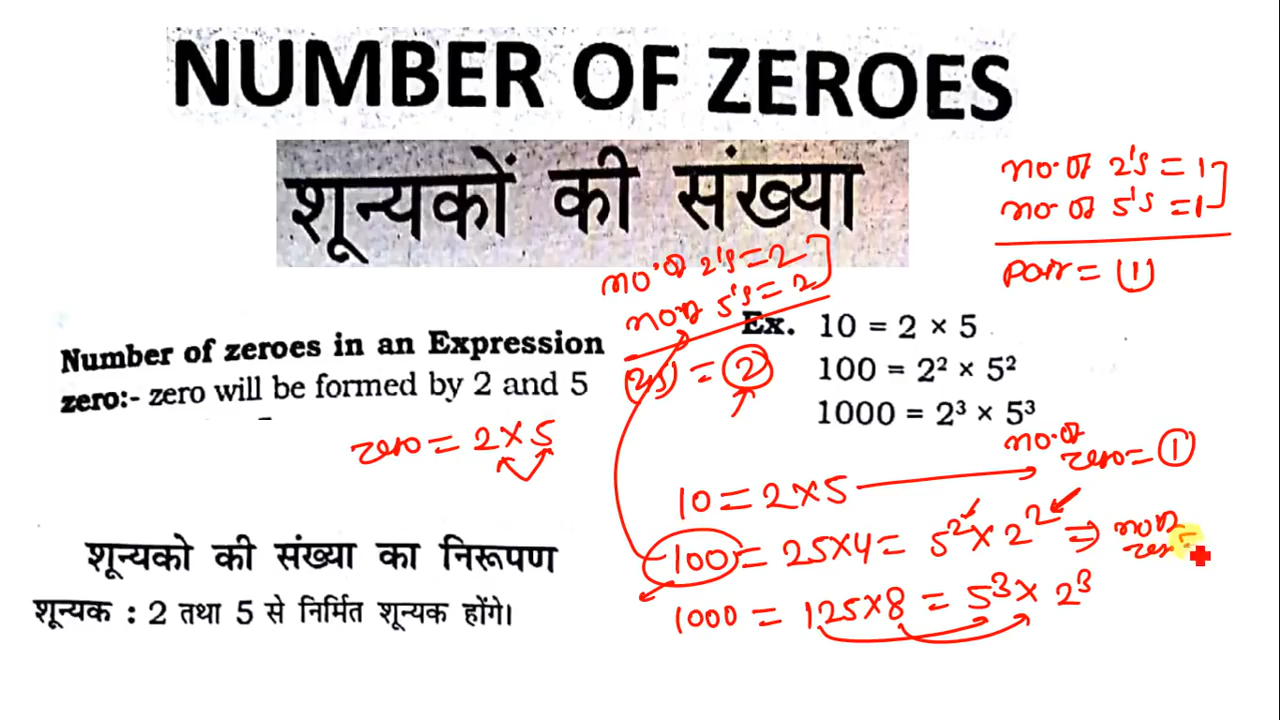 NUMBER OF ZEROES
शून्यकों की संख्या
no. of 2's = 1
no of 5's = 1
pair = (1)
no. of 2's = 2
no of 5's = 2
= 2
Number of zeroes in an Expression
zero:- zero will be formed by 2 and 5
zero = 2 × 5
Ex. 10 = 2 × 5
100 = 2² × 5²
1000 = 2³ × 5³
10 = 2 × 5
no. of
zero = 1
100 = 25 × 4 = 5² × 2² ⇒ no of
zero =
1000 = 125 × 8 = 5³ × 2³
शून्यको की संख्या का निरूपण
शून्यक : 2 तथा 5 से निर्मित शून्यक होंगे।